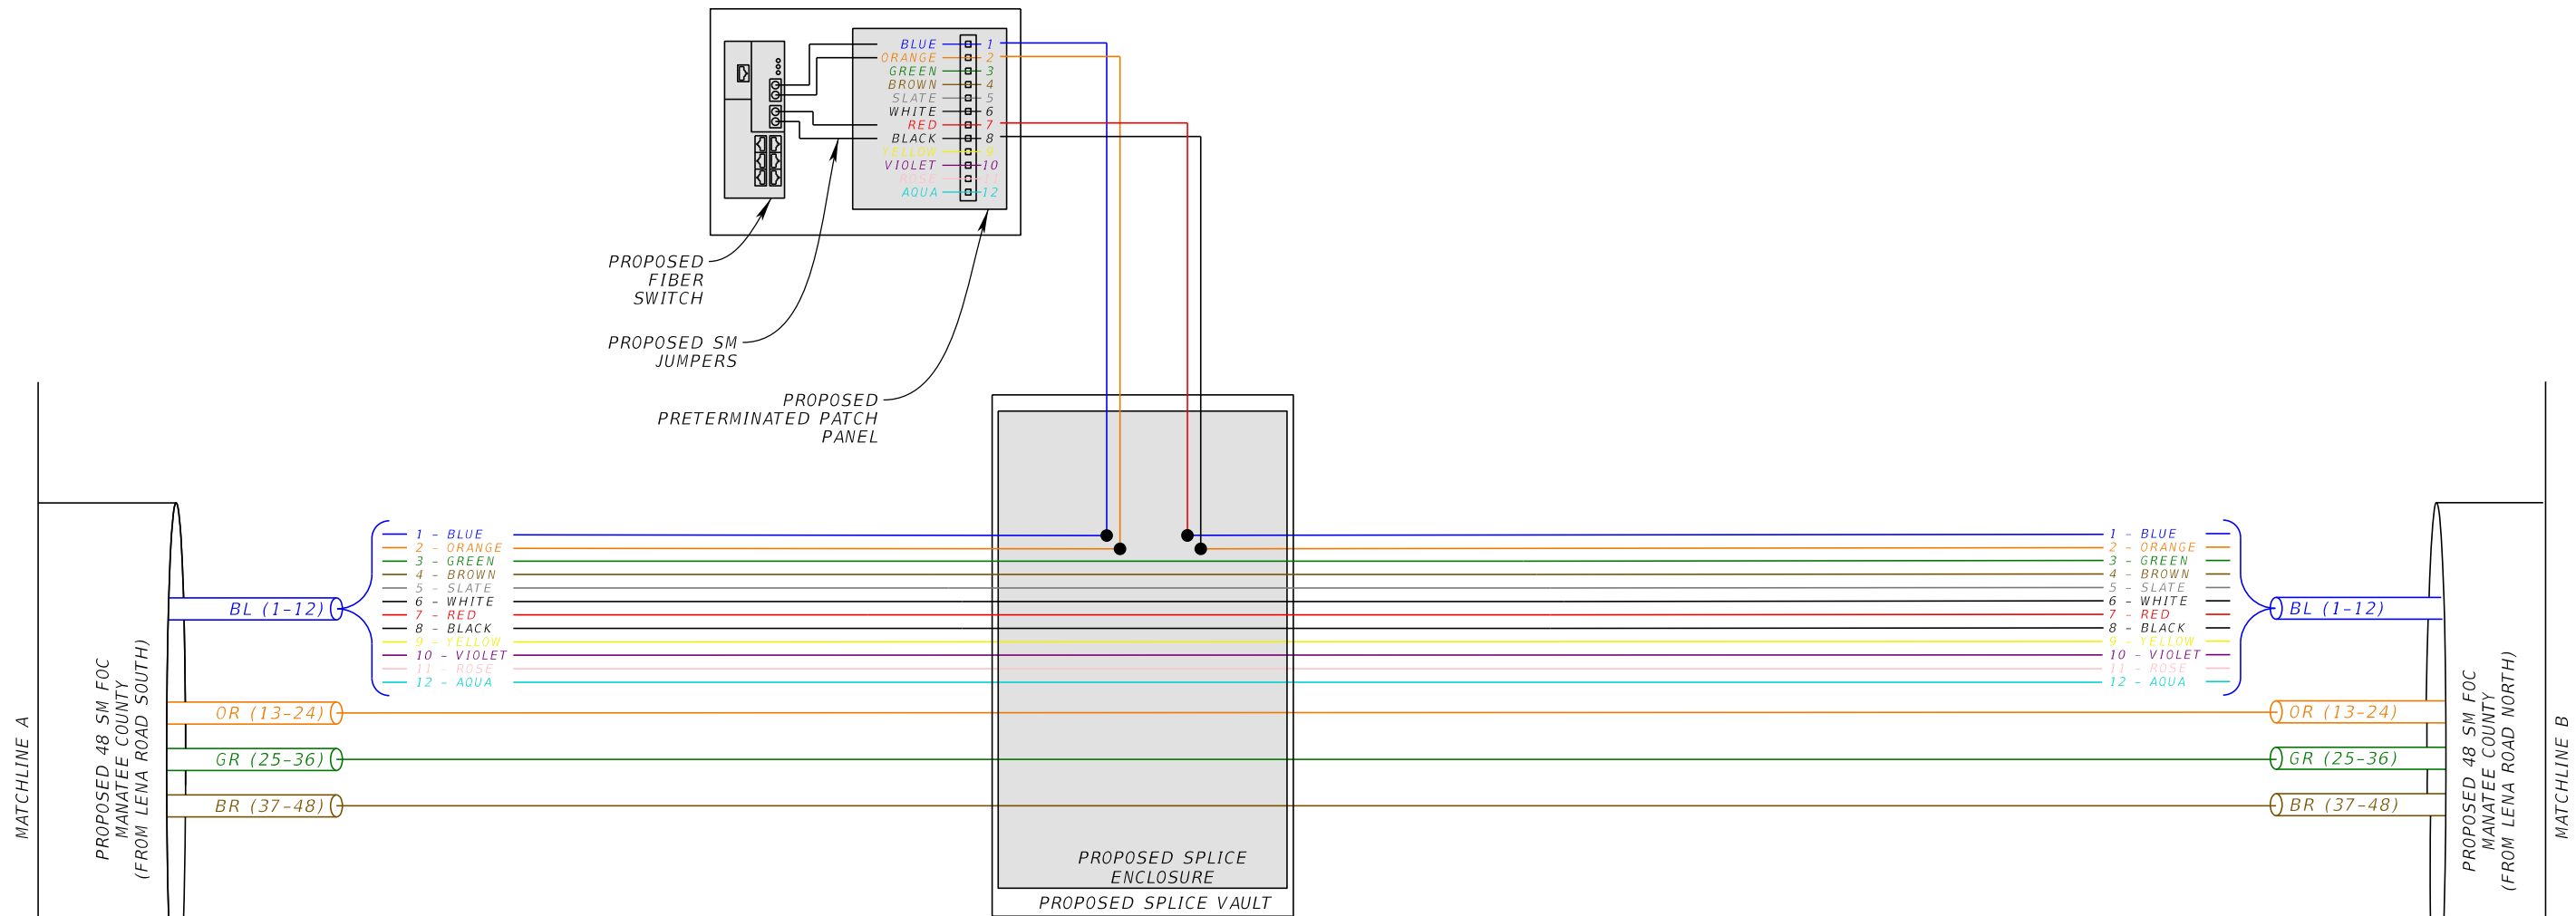 BLUE 1
ORANGE 2
GREEN 3
BROWN 4
SLATE 5
WHITE 6
RED 7
BLACK 8
YELLOW 9
VIOLET 10
ROSE 11
AQUA 12
PROPOSED
FIBER
SWITCH
PROPOSED SM
JUMPERS
PROPOSED
PRETERMINATED PATCH
PANEL
MATCHLINE A
PROPOSED 48 SM FOC
MANATEE COUNTY
(FROM LENA ROAD SOUTH)
BL (1-12)
OR (13-24)
GR (25-36)
BR (37-48)
1 - BLUE
2 - ORANGE
3 - GREEN
4 - BROWN
5 - SLATE
6 - WHITE
7 - RED
8 - BLACK
9 - YELLOW
10 - VIOLET
11 - ROSE
12 - AQUA
PROPOSED SPLICE
ENCLOSURE
PROPOSED SPLICE VAULT
1 - BLUE
2 - ORANGE
3 - GREEN
4 - BROWN
5 - SLATE
6 - WHITE
7 - RED
8 - BLACK
9 - YELLOW
10 - VIOLET
11 - ROSE
12 - AQUA
BL (1-12)
OR (13-24)
GR (25-36)
BR (37-48)
PROPOSED 48 SM FOC
MANATEE COUNTY
(FROM LENA ROAD NORTH)
MATCHLINE B